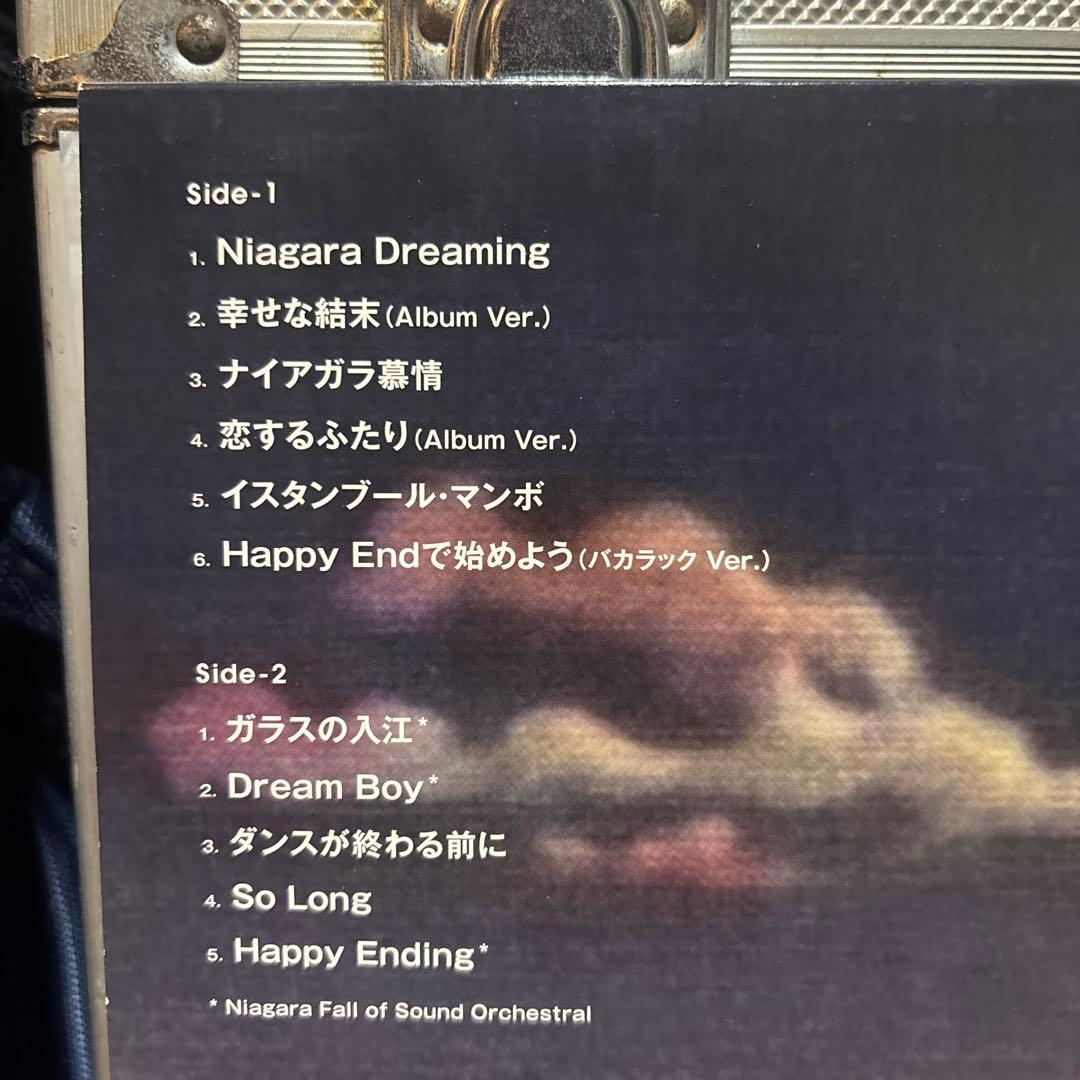 Side-1
1. Niagara Dreaming
2. 幸せな結末(Album Ver.)
3. ナイアガラ慕情
4. 恋するふたり(Album Ver.)
5. イスタンブール・マンボ
6. Happy Endで始めよう(バカラック Ver.)
Side-2
1. ガラスの入江*
2. Dream Boy*
3. ダンスが終わる前に
4. So Long
5. Happy Ending*
* Niagara Fall of Sound Orchestral